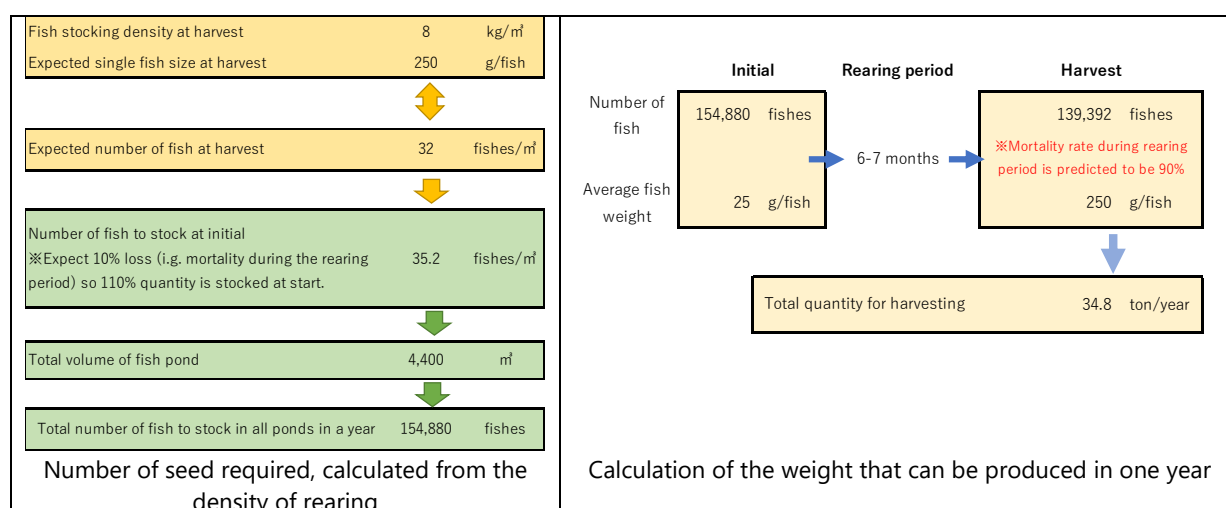 Fish stocking density at harvest 8 kg/㎥
Expected single fish size at harvest 250 g/fish
Expected number of fish at harvest 32 fishes/㎥
Number of fish to stock at initial
※Expect 10% loss (i.g. mortality during the rearing 35.2 fishes/㎥
period) so 110% quantity is stocked at start.
Total volume of fish pond 4,400 ㎥
Total number of fish to stock in all ponds in a year 154,880 fishes
Number of seed required, calculated from the
density of rearing
Initial Rearing period Harvest
Number of
fish
154,880 fishes
139,392 fishes
※Mortality rate during rearing
period is predicted to be 90%
6-7 months
Average fish
weight
25 g/fish
250 g/fish
Total quantity for harvesting 34.8 ton/year
Calculation of the weight that can be produced in one year